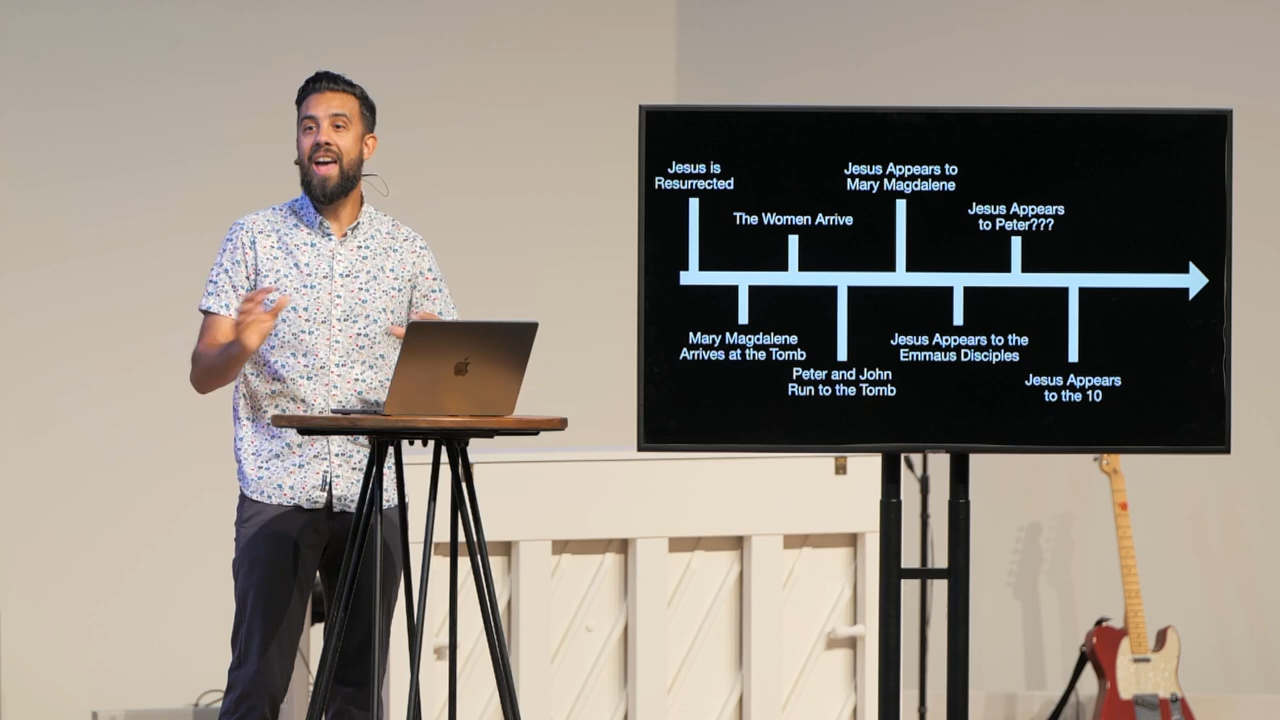 Jesus is
Resurrected
The Women Arrive
Jesus Appears to
Mary Magdalene
Jesus Appears
to Peter???
Mary Magdalene
Arrives at the Tomb
Peter and John
Run to the Tomb
Jesus Appears to the
Emmaus Disciples
Jesus Appears
to the 10